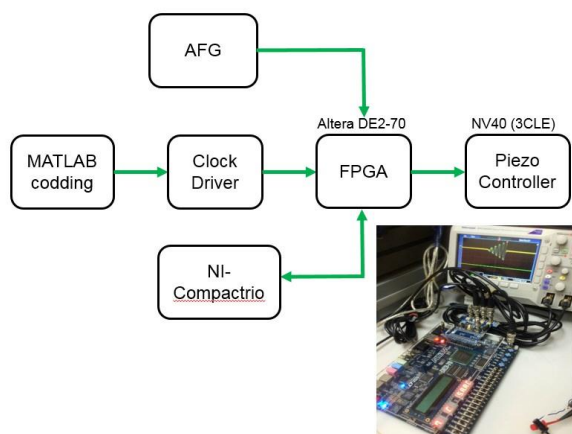 AFG
Altera DE2-70
NV40 (3CLE)
MATLAB
codding
Clock
Driver
FPGA
Piezo
Controller
NI-
Compactrio